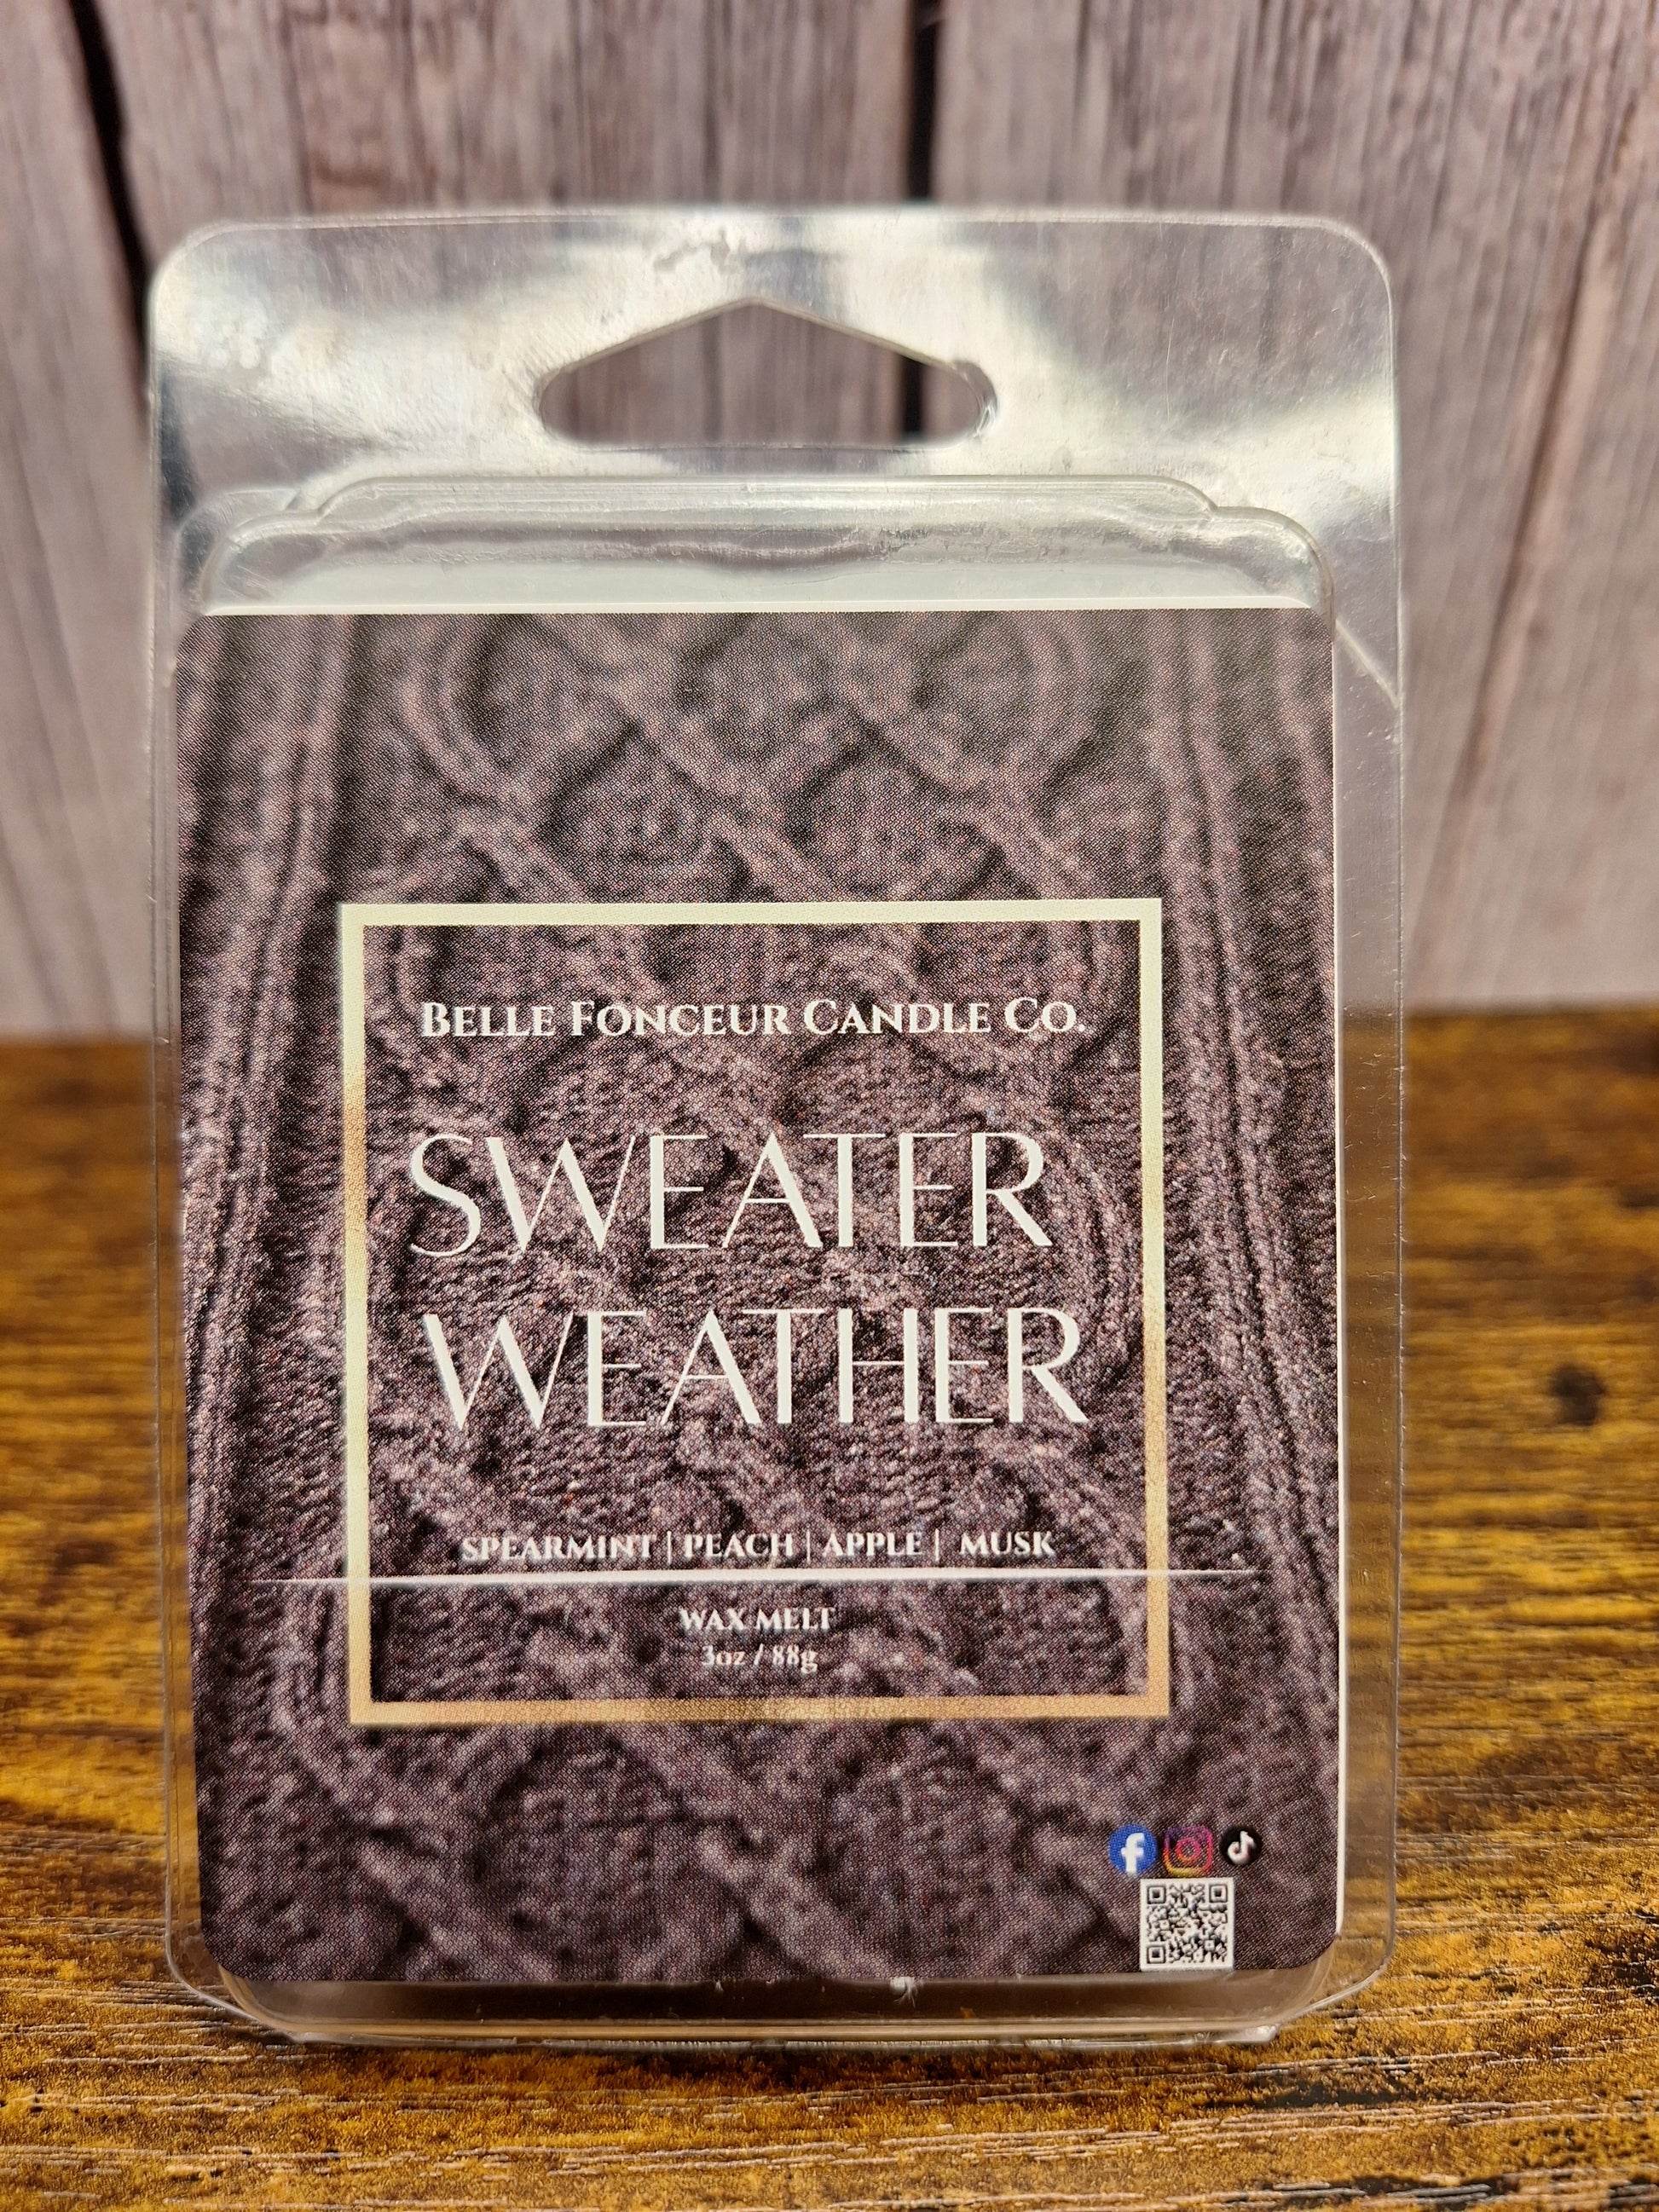 BELLE FONCEUR CANDLE CO.
SWEATER
WEATHER
SPEARMINT | PEACH | APPLE | MUSK
WAX MELT
3oz / 88g